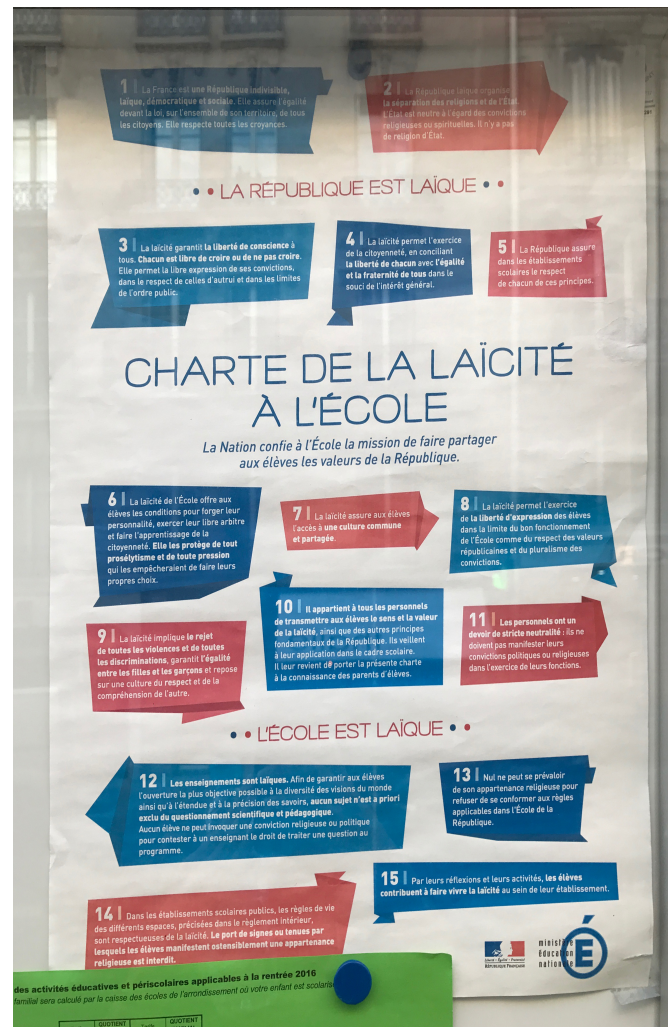 1 | La France est une République indivisible,
laïque, démocratique et sociale. Elle assure l'égalité
devant la loi, sur l'ensemble de son territoire, de tous
les citoyens. Elle respecte toutes les croyances.
2 | La République laïque organise
la séparation des religions et de l'État.
L'État est neutre à l'égard des convictions
religieuses ou spirituelles. Il n'y a pas
de religion d'État.
•• LA RÉPUBLIQUE EST LAÏQUE ••
3 | La laïcité garantit la liberté de conscience à
tous. Chacun est libre de croire ou de ne pas croire.
Elle permet la libre expression de ses convictions,
dans le respect de celles d'autrui et dans les limites
de l'ordre public.
4 | La laïcité permet l'exercice
de la citoyenneté, en conciliant
la liberté de chacun avec l'égalité
et la fraternité de tous dans le
souci de l'intérêt général.
5 | La République assure
dans les établissements
scolaires le respect
de chacun de ces principes.
CHARTE DE LA LAÏCITÉ
À L'ÉCOLE
La Nation confie à l'École la mission de faire partager
aux élèves les valeurs de la République.
6 | La laïcité de l'École offre aux
élèves les conditions pour forger leur
personnalité, exercer leur libre arbitre
et faire l'apprentissage de la
citoyenneté. Elle les protège de tout
prosélytisme et de toute pression
qui les empêcheraient de faire leurs
propres choix.
7 | La laïcité assure aux élèves
l'accès à une culture commune
et partagée.
8 | La laïcité permet l'exercice
de la liberté d'expression des élèves
dans la limite du bon fonctionnement
de l'École comme du respect des valeurs
républicaines et du pluralisme des
convictions.
9 | La laïcité implique le rejet
de toutes les violences et de toutes
les discriminations, garantit l'égalité
entre les filles et les garçons et repose
sur une culture du respect et de la
compréhension de l'autre.
10 | Il appartient à tous les personnels
de transmettre aux élèves le sens et la valeur
de la laïcité, ainsi que des autres principes
fondamentaux de la République. Ils veillent
à leur application dans le cadre scolaire.
Il leur revient de porter la présente charte
à la connaissance des parents d'élèves.
11 | Les personnels ont un
devoir de stricte neutralité : ils ne
doivent pas manifester leurs
convictions politiques ou religieuses
dans l'exercice de leurs fonctions.
•• L'ÉCOLE EST LAÏQUE ••
12 | Les enseignements sont laïques. Afin de garantir aux élèves
l'ouverture la plus objective possible à la diversité des visions du monde
ainsi qu'à l'étendue et à la précision des savoirs, aucun sujet n'est a priori
exclu du questionnement scientifique et pédagogique.
Aucun élève ne peut invoquer une conviction religieuse ou politique
pour contester à un enseignant le droit de traiter une question au
programme.
13 | Nul ne peut se prévaloir
de son appartenance religieuse pour
refuser de se conformer aux règles
applicables dans l'École de la
République.
14 | Dans les établissements scolaires publics, les règles de vie
des différents espaces, précisées dans le règlement intérieur,
sont respectueuses de la laïcité. Le port de signes ou tenues par
lesquels les élèves manifestent ostensiblement une appartenance
religieuse est interdit.
15 | Par leurs réflexions et leurs activités, les élèves
contribuent à faire vivre la laïcité au sein de leur établissement.
Liberté • Égalité • Fraternité
RÉPUBLIQUE FRANÇAISE
ministère
éducation
nationale
É
des activités éducatives et périscolaires applicables à la rentrée 2016
familial sera calculé par la caisse des écoles de l'arrondissement où votre enfant est scolaris
QUOTIENT
QUOTIENT